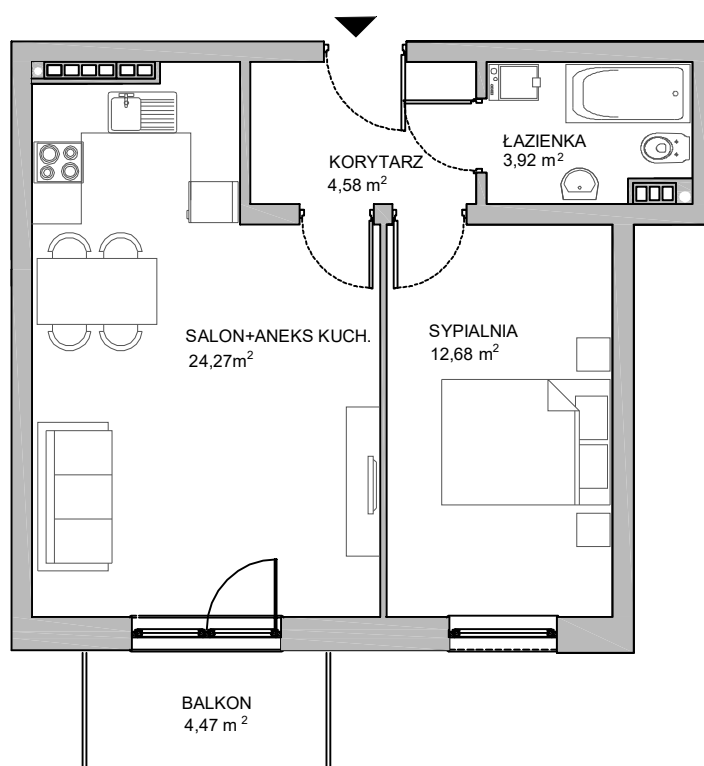 ŁAZIENKA
3,92 m²
KORYTARZ
4,58 m²
SALON+ANEKS KUCH.
24,27m²
SYPIALNIA
12,68 m²
BALKON
4,47 m ²